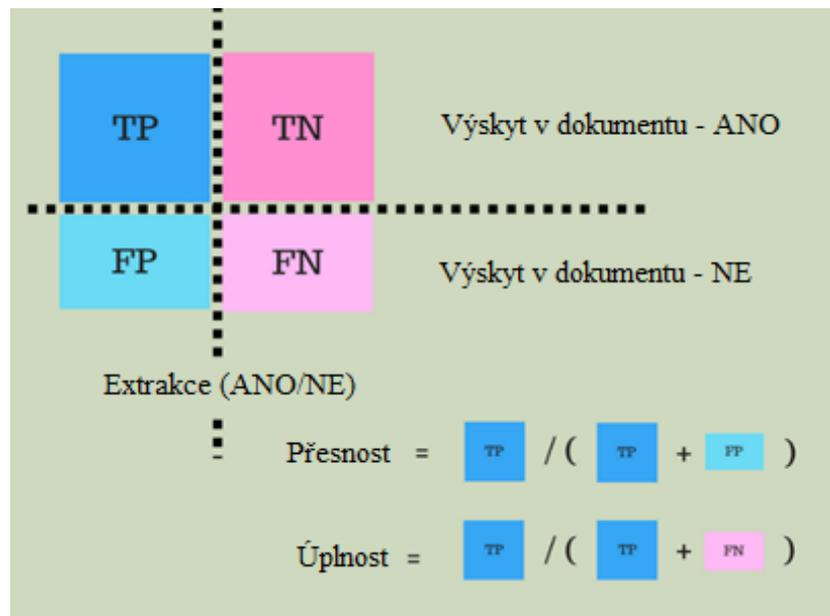 TP TN Výskyt v dokumentu - ANO
FP FN Výskyt v dokumentu - NE
Extrakce (ANO/NE)
Přesnost = TP / ( TP + FP )
Úplnost = TP / ( TP + FN )